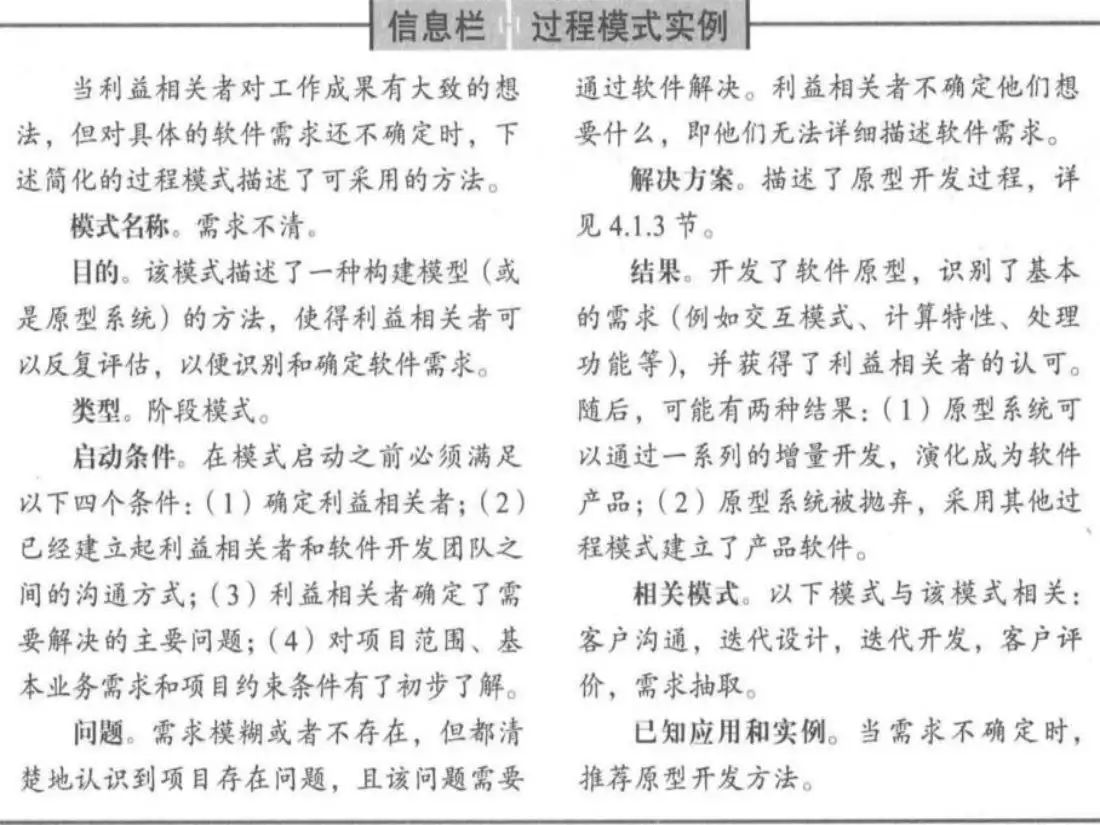 信息栏 过程模式实例
当利益相关者对工作成果有大致的想
法，但对具体的软件需求还不确定时，下
述简化的过程模式描述了可采用的方法。
模式名称。需求不清。
目的。该模式描述了一种构建模型（或
是原型系统）的方法，使得利益相关者可
以反复评估，以便识别和确定软件需求。
类型。阶段模式。
启动条件。在模式启动之前必须满足
以下四个条件：（1）确定利益相关者；（2）
已经建立起利益相关者和软件开发团队之
间的沟通方式；（3）利益相关者确定了需
要解决的主要问题；（4）对项目范围、基
本业务需求和项目约束条件有了初步了解。
问题。需求模糊或者不存在，但都清
楚地认识到项目存在问题，且该问题需要
通过软件解决。利益相关者不确定他们想
要什么，即他们无法详细描述软件需求。
解决方案。描述了原型开发过程，详
见 4.1.3 节。
结果。开发了软件原型，识别了基本
的需求（例如交互模式、计算特性、处理
功能等），并获得了利益相关者的认可。
随后，可能有两种结果：（1）原型系统可
以通过一系列的增量开发，演化成为软件
产品；（2）原型系统被抛弃，采用其他过
程模式建立了产品软件。
相关模式。以下模式与该模式相关：
客户沟通，迭代设计，迭代开发，客户评
价，需求抽取。
已知应用和实例。当需求不确定时，
推荐原型开发方法。